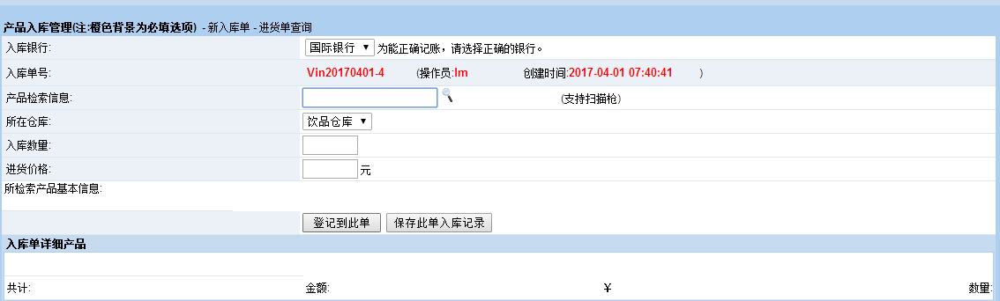 产品入库管理(注:橙色背景为必填选项) - 新入库单 - 进货单查询
入库银行: 国际银行 为能正确记账，请选择正确的银行。
入库单号: Vin20170401-4 (操作员:lm 创建时间:2017-04-01 07:40:41 )
产品检索信息: (支持扫描枪)
所在仓库: 饮品仓库
入库数量:
进货价格: 元
所检索产品基本信息:
登记到此单 保存此单入库记录
入库单详细产品
共计: 金额: ￥ 数量: